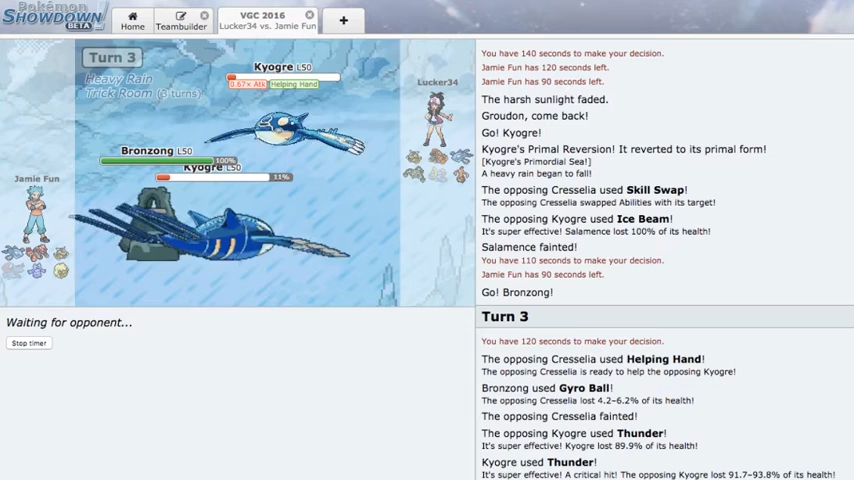 Pokémon
SHOWDOWN
BETA
Home
Teambuilder
VGC 2016
Lucker34 vs. Jamie Fun
+
Turn 3
Heavy Rain
Trick Room (3 turns)
Kyogre L50
0.67× Atk Helping Hand
Lucker34
Bronzong L50
100%
Kyogre L50
11%
Jamie Fun
Waiting for opponent...
Stop timer
You have 140 seconds to make your decision.
Jamie Fun has 120 seconds left.
Jamie Fun has 90 seconds left.
The harsh sunlight faded.
Groudon, come back!
Go! Kyogre!
Kyogre's Primal Reversion! It reverted to its primal form!
[Kyogre's Primordial Sea!]
A heavy rain began to fall!
The opposing Cresselia used Skill Swap!
The opposing Cresselia swapped Abilities with its target!
The opposing Kyogre used Ice Beam!
It's super effective! Salamence lost 100% of its health!
Salamence fainted!
You have 110 seconds to make your decision.
Jamie Fun has 90 seconds left.
Go! Bronzong!
Turn 3
You have 120 seconds to make your decision.
The opposing Cresselia used Helping Hand!
The opposing Cresselia is ready to help the opposing Kyogre!
Bronzong used Gyro Ball!
The opposing Cresselia lost 4.2–6.2% of its health!
The opposing Cresselia fainted!
The opposing Kyogre used Thunder!
It's super effective! Kyogre lost 89.9% of its health!
Kyogre used Thunder!
It's super effective! A critical hit! The opposing Kyogre lost 91.7–93.8% of its health!